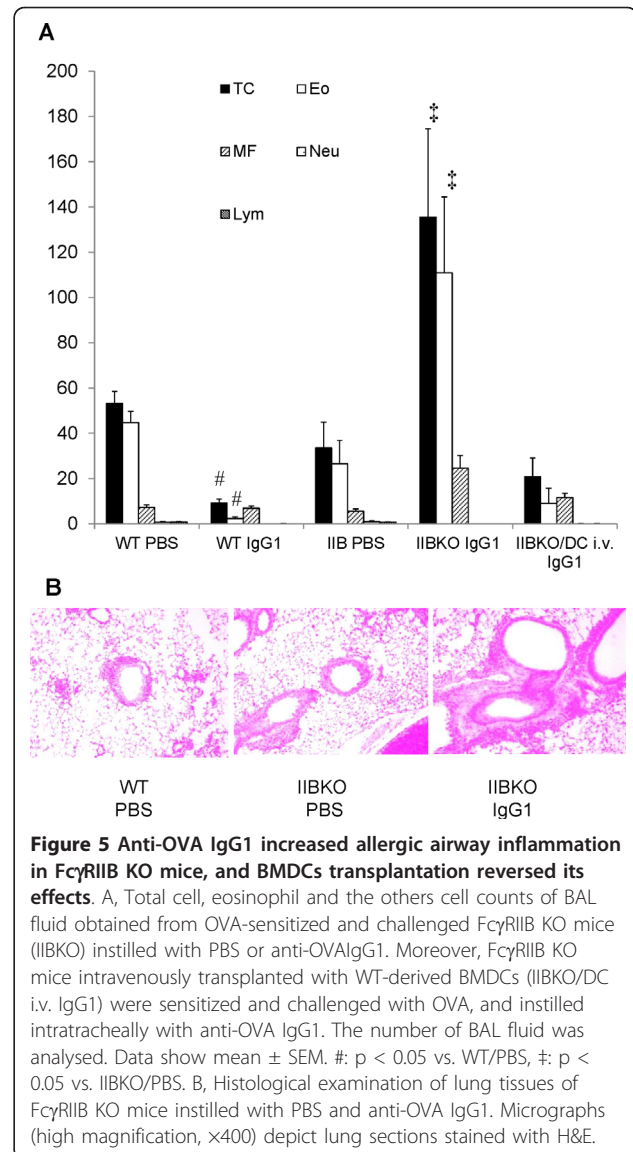 A
200
180
160
140
120
100
80
60
40
20
0
TC Eo
MF Neu
Lym
‡
‡
#
#
WT PBS WT IgG1 IIB PBS IIBKO IgG1 IIBKO/DC i.v.
IgG1
B
WT IIBKO IIBKO
PBS PBS IgG1
Figure 5 Anti-OVA IgG1 increased allergic airway inflammation
in FcγRIIB KO mice, and BMDCs transplantation reversed its
effects. A, Total cell, eosinophil and the others cell counts of BAL
fluid obtained from OVA-sensitized and challenged FcγRIIB KO mice
(IIBKO) instilled with PBS or anti-OVAIgG1. Moreover, FcγRIIB KO
mice intravenously transplanted with WT-derived BMDCs (IIBKO/DC
i.v. IgG1) were sensitized and challenged with OVA, and instilled
intratracheally with anti-OVA IgG1. The number of BAL fluid was
analysed. Data show mean ± SEM. #: p < 0.05 vs. WT/PBS, ‡: p <
0.05 vs. IIBKO/PBS. B, Histological examination of lung tissues of
FcγRIIB KO mice instilled with PBS and anti-OVA IgG1. Micrographs
(high magnification, ×400) depict lung sections stained with H&E.